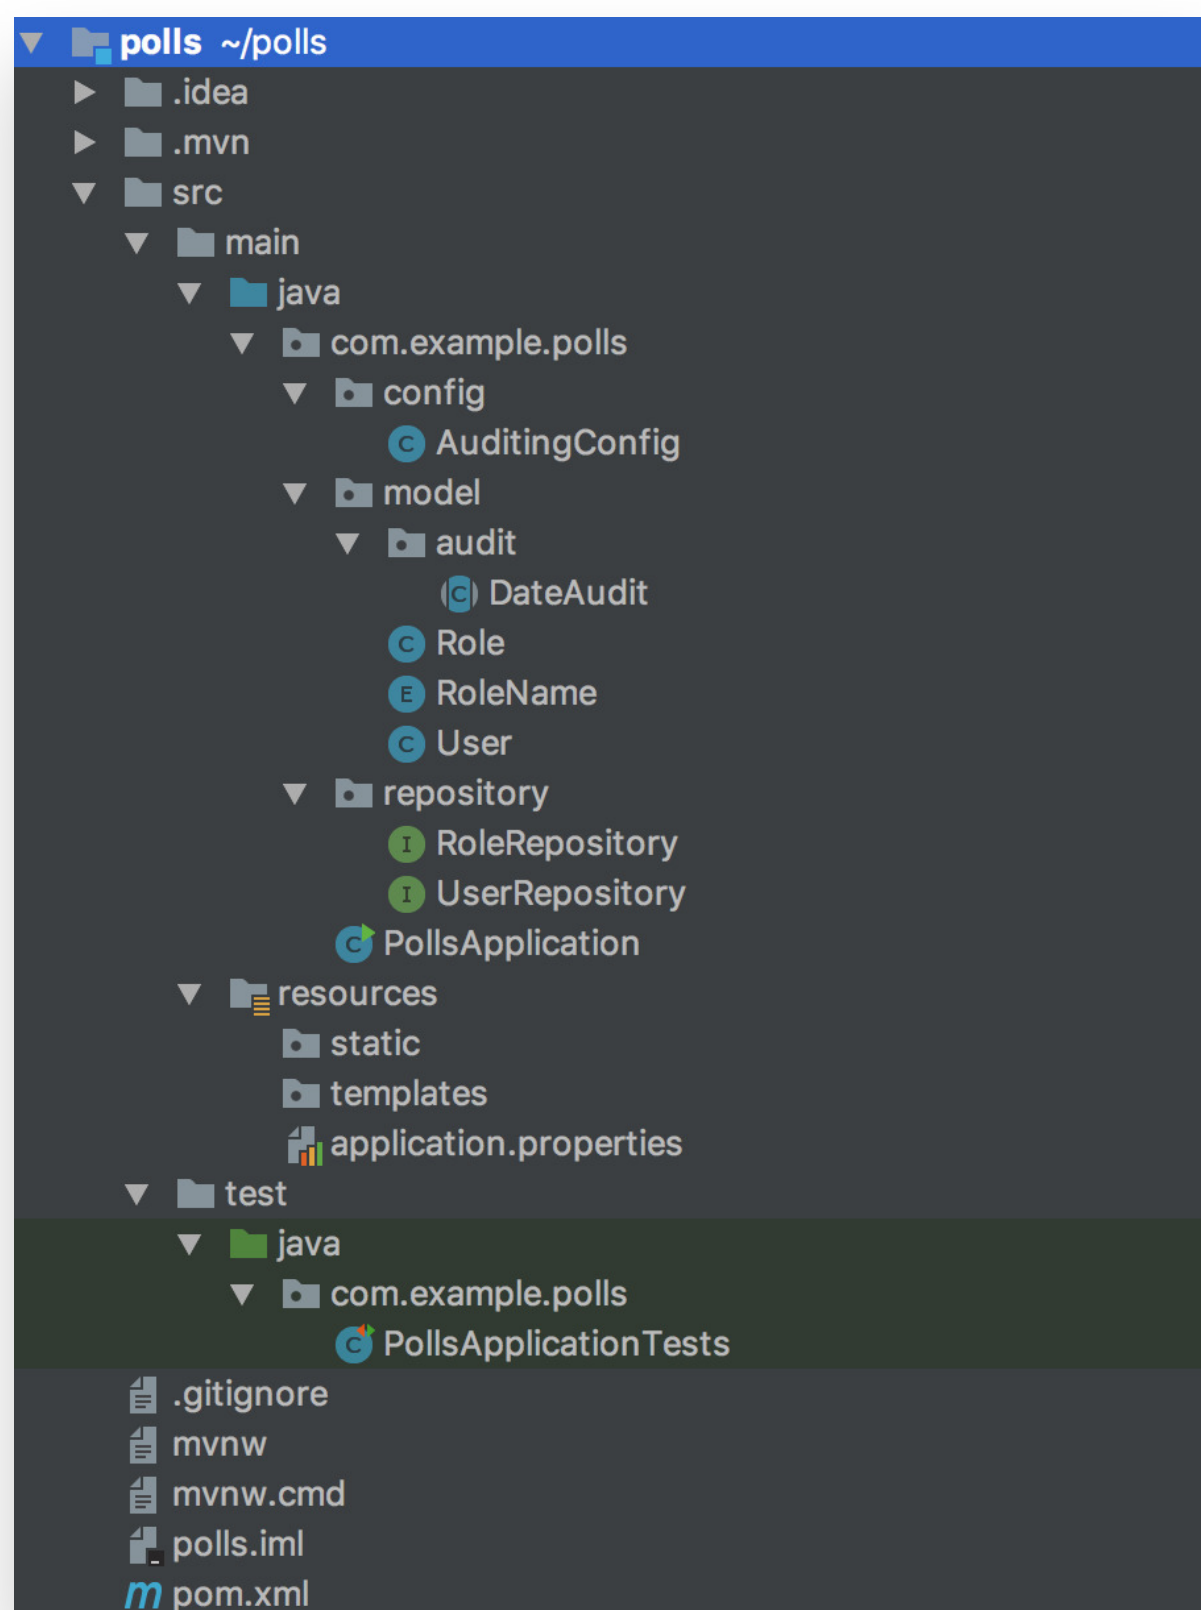 polls ~/polls
.idea
.mvn
src
main
java
com.example.polls
config
C AuditingConfig
model
audit
C DateAudit
C Role
E RoleName
C User
repository
I RoleRepository
I UserRepository
C PollsApplication
resources
static
templates
application.properties
test
java
com.example.polls
C PollsApplicationTests
.gitignore
mvnw
mvnw.cmd
polls.iml
m pom.xml